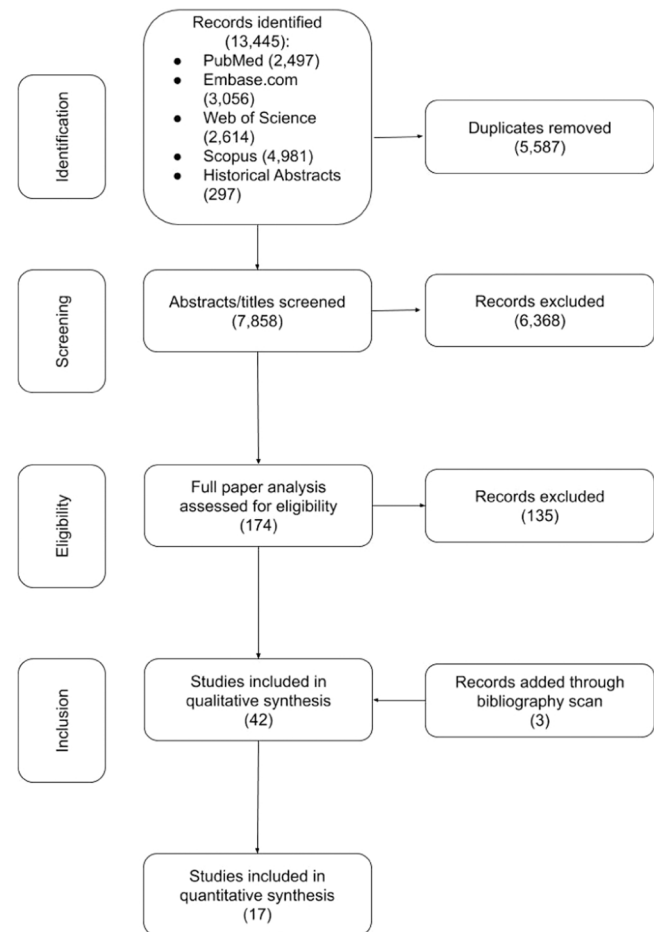 Identification
Records identified
(13,445):
● PubMed (2,497)
● Embase.com
(3,056)
● Web of Science
(2,614)
● Scopus (4,981)
● Historical Abstracts
(297)
Duplicates removed
(5,587)
Screening
Abstracts/titles screened
(7,858)
Records excluded
(6,368)
Eligibility
Full paper analysis
assessed for eligibility
(174)
Records excluded
(135)
Inclusion
Studies included in
qualitative synthesis
(42)
Records added through
bibliography scan
(3)
Studies included in
quantitative synthesis
(17)